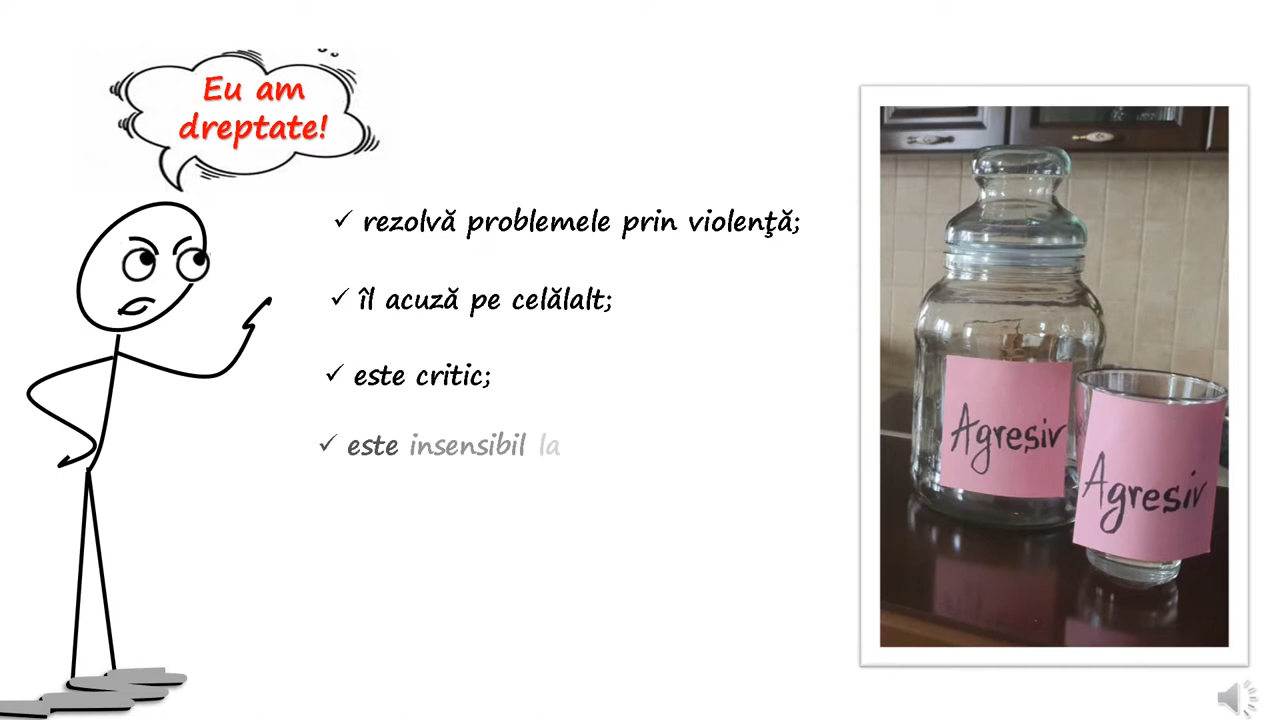 Eu am
dreptate!
✓ rezolvă problemele prin violenţă;
✓ îl acuză pe celălalt;
✓ este critic;
✓ este insensibil la
Agresiv
Agresiv